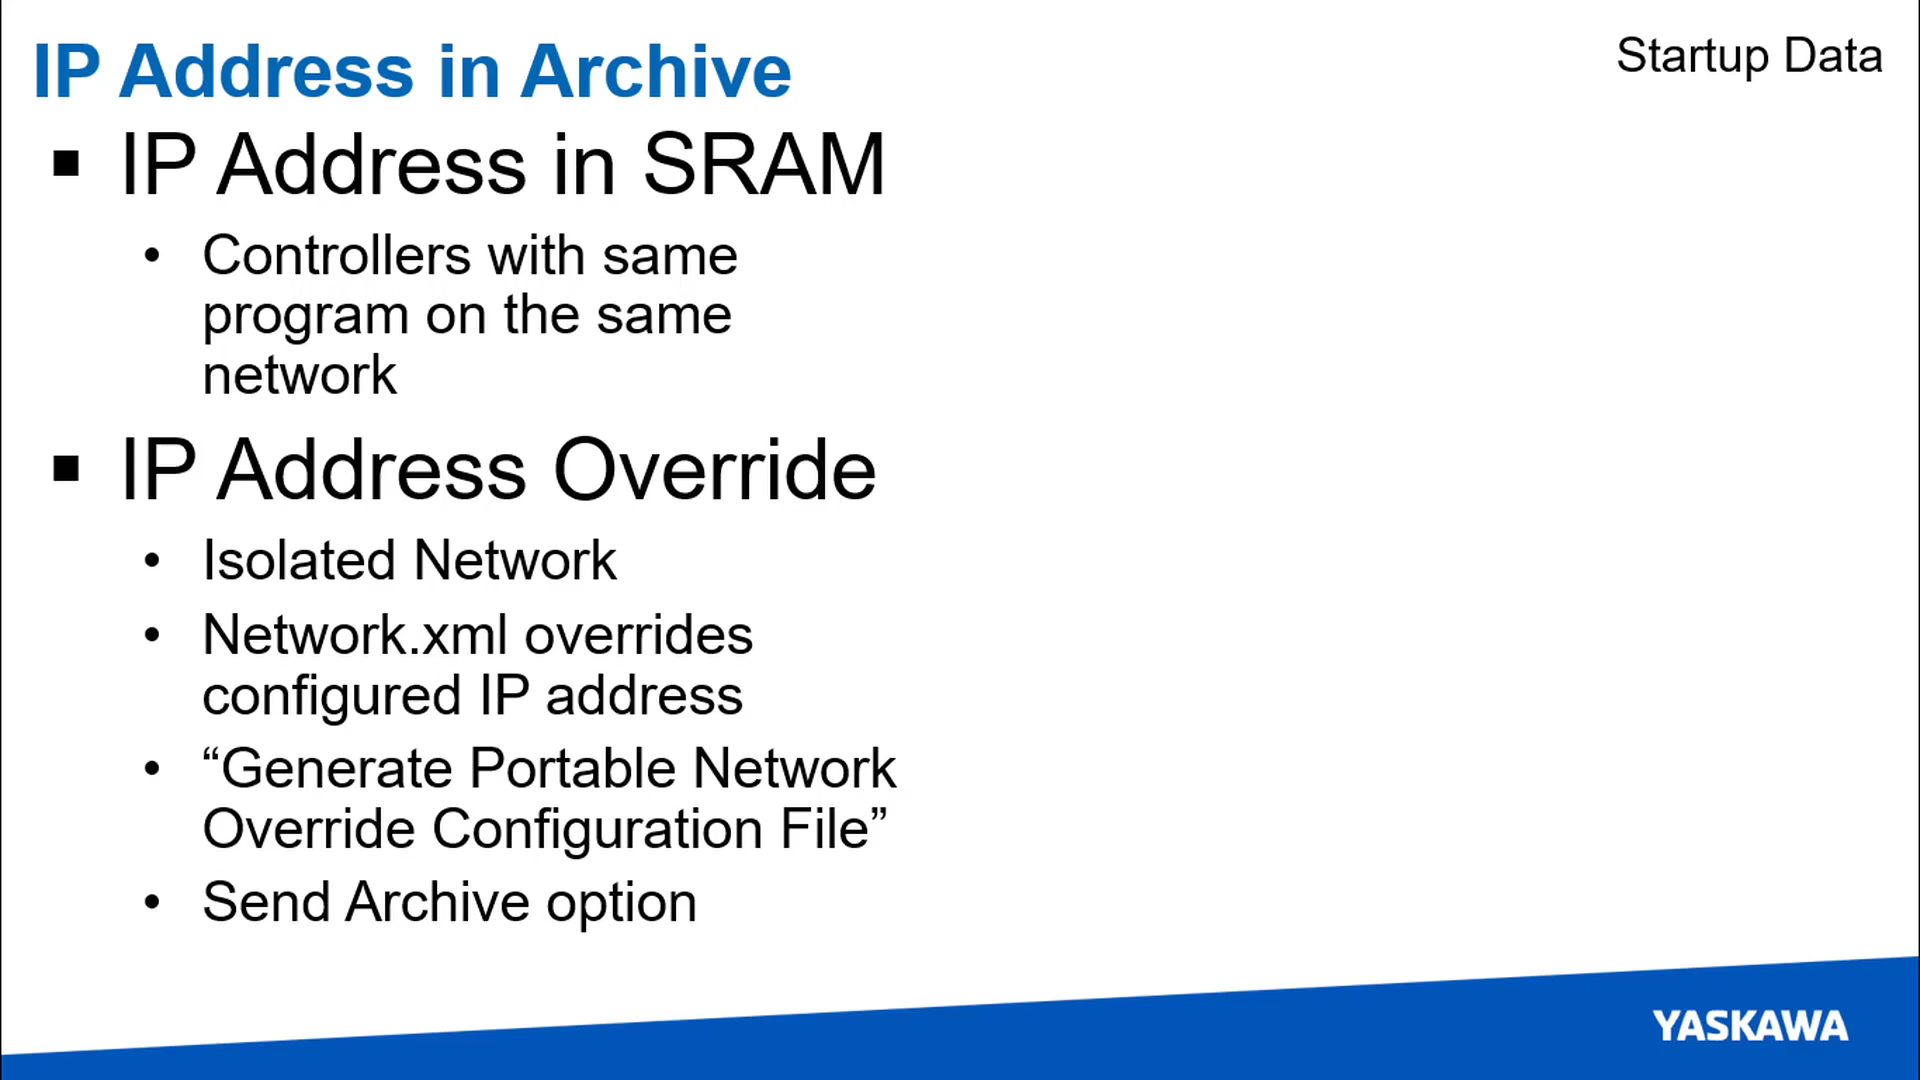 IP Address in Archive
Startup Data
▪ IP Address in SRAM
• Controllers with same
program on the same
network
▪ IP Address Override
• Isolated Network
• Network.xml overrides
configured IP address
• “Generate Portable Network
Override Configuration File”
• Send Archive option
YASKAWA